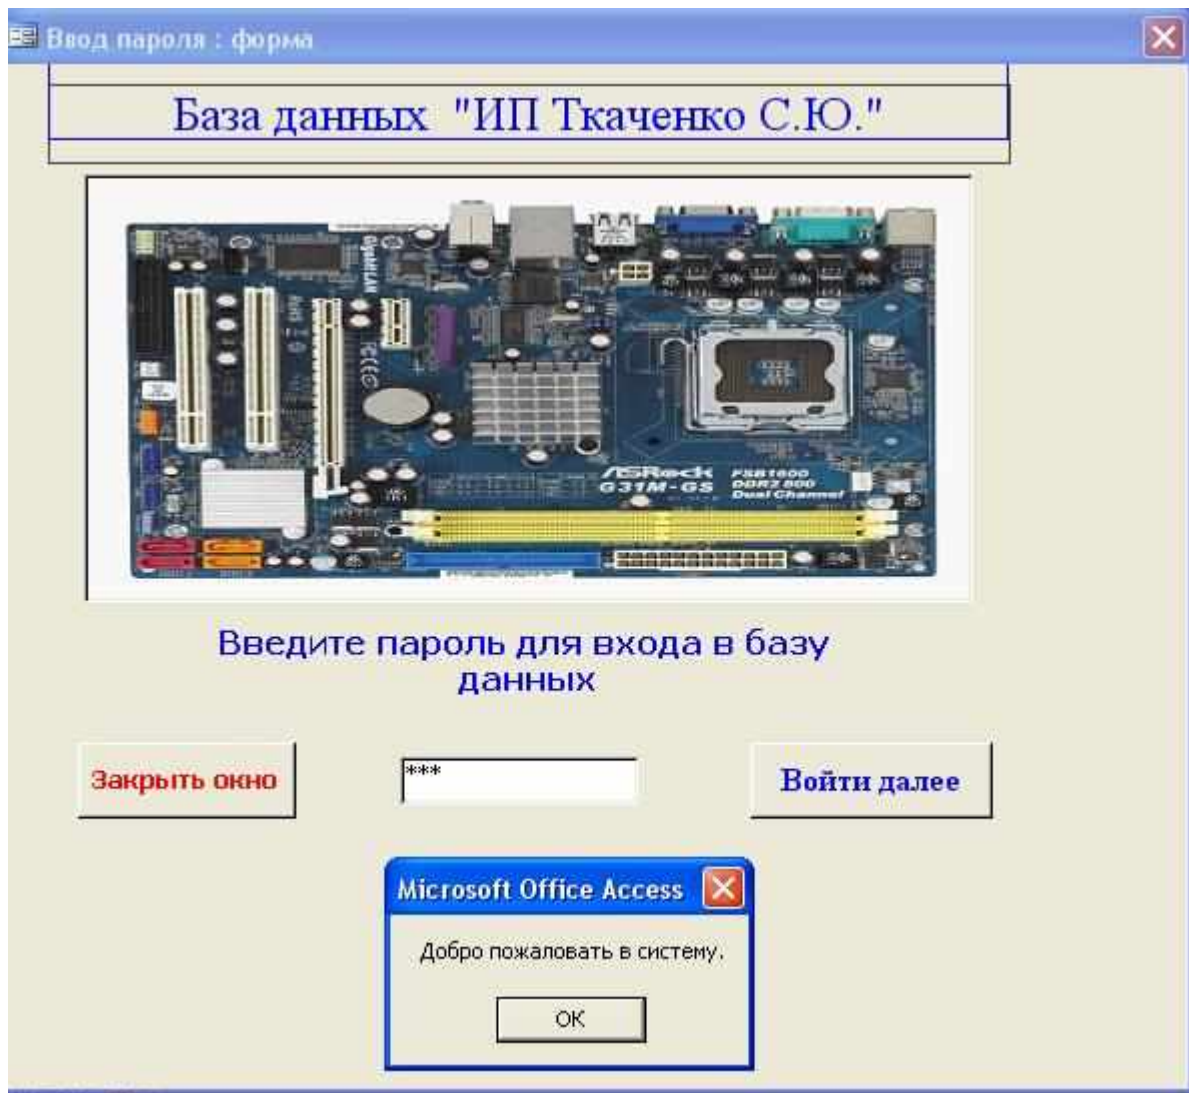 Ввод пароля : форма
База данных "ИП Ткаченко С.Ю."
GigabitLAN
ASRock
G31M-GS
FSB1600
DDR2 800
Dual Channel
Введите пароль для входа в базу
данных
Закрыть окно
***
Войти далее
Microsoft Office Access
Добро пожаловать в систему.
OK